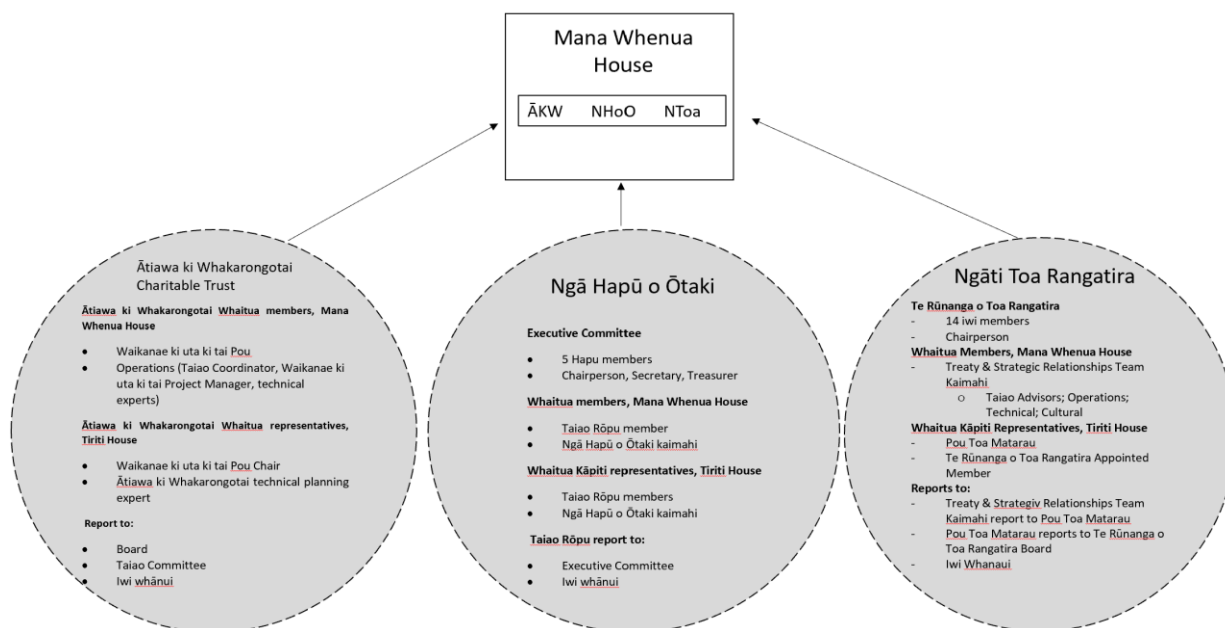 Mana Whenua
House
ĀKW NHoO NToa
Ātiawa ki Whakarongotai
Charitable Trust
Ātiawa ki Whakarongotai Whaitua members, Mana
Whenua House
• Waikanae ki uta ki tai Pou
• Operations (Taiao Coordinator, Waikanae ki
uta ki tai Project Manager, technical
experts)
Ātiawa ki Whakarongotai Whaitua representatives,
Tiriti House
• Waikanae ki uta ki tai Pou Chair
• Ātiawa ki Whakarongotai technical planning
expert
Report to:
• Board
• Taiao Committee
• Iwi whānui
Ngā Hapū o Ōtaki
Executive Committee
• 5 Hapu members
• Chairperson, Secretary, Treasurer
Whaitua members, Mana Whenua House
• Taiao Rōpu member
• Ngā Hapū o Ōtaki kaimahi
Whaitua Kāpiti representatives, Tiriti House
• Taiao Rōpu members
• Ngā Hapū o Ōtaki kaimahi
Taiao Rōpu report to:
• Executive Committee
• Iwi whānui
Ngāti Toa Rangatira
Te Rūnanga o Toa Rangatira
- 14 iwi members
- Chairperson
Whaitua Members, Mana Whenua House
- Treaty & Strategic Relationships Team
Kaimahi
o Taiao Advisors; Operations;
Technical; Cultural
Whaitua Kāpiti Representatives, Tiriti House
- Pou Toa Matarau
- Te Rūnanga o Toa Rangatira Appointed
Member
Reports to:
- Treaty & Strategiv Relationships Team
Kaimahi report to Pou Toa Matarau
- Pou Toa Matarau reports to Te Rūnanga o
Toa Rangatira Board
- Iwi Whanaui